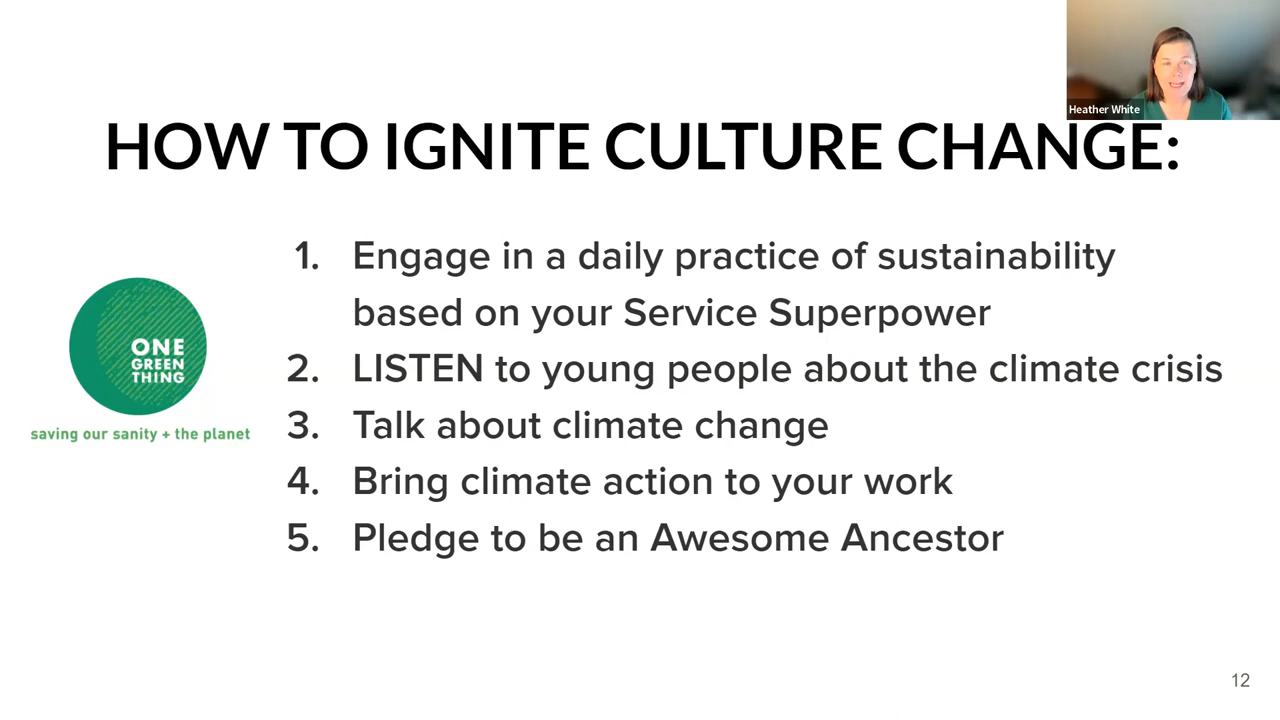 Heather White
HOW TO IGNITE CULTURE CHANGE:
1. Engage in a daily practice of sustainability
based on your Service Superpower
2. LISTEN to young people about the climate crisis
3. Talk about climate change
4. Bring climate action to your work
5. Pledge to be an Awesome Ancestor
ONE
GREEN
THING
saving our sanity + the planet
12